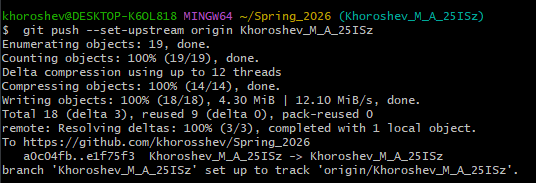 khoroshev@DESKTOP-K6OL818 MINGW64 ~/Spring_2026 (Khoroshev_M_A_25ISz)
$  git push --set-upstream origin Khoroshev_M_A_25ISz
Enumerating objects: 19, done.
Counting objects: 100% (19/19), done.
Delta compression using up to 12 threads
Compressing objects: 100% (14/14), done.
Writing objects: 100% (18/18), 4.30 MiB | 12.10 MiB/s, done.
Total 18 (delta 3), reused 9 (delta 0), pack-reused 0
remote: Resolving deltas: 100% (3/3), completed with 1 local object.
To https://github.com/khorosshev/Spring_2026
   a0c04fb..e1f75f3  Khoroshev_M_A_25ISz -> Khoroshev_M_A_25ISz
branch 'Khoroshev_M_A_25ISz' set up to track 'origin/Khoroshev_M_A_25ISz'.